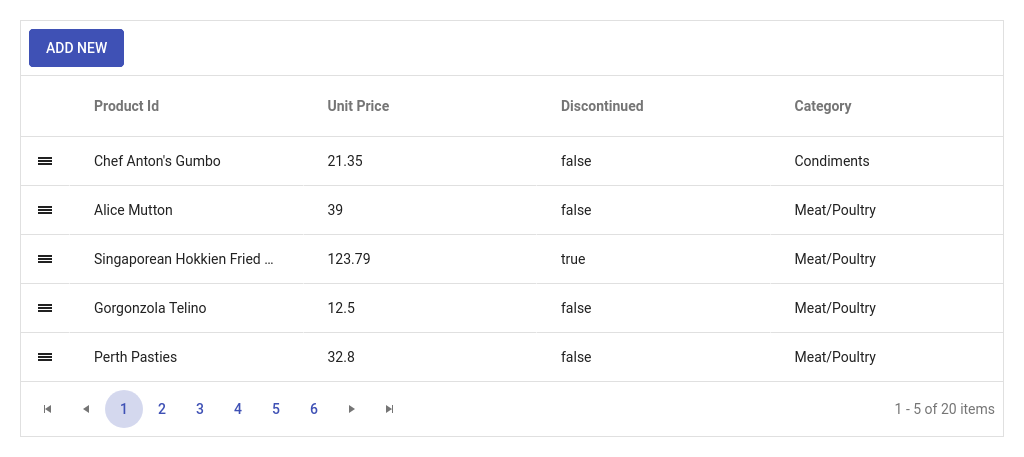 ADD NEW
Product Id Unit Price Discontinued Category
Chef Anton's Gumbo 21.35 false Condiments
Alice Mutton 39 false Meat/Poultry
Singaporean Hokkien Fried ... 123.79 true Meat/Poultry
Gorgonzola Telino 12.5 false Meat/Poultry
Perth Pasties 32.8 false Meat/Poultry
1 2 3 4 5 6 1 - 5 of 20 items